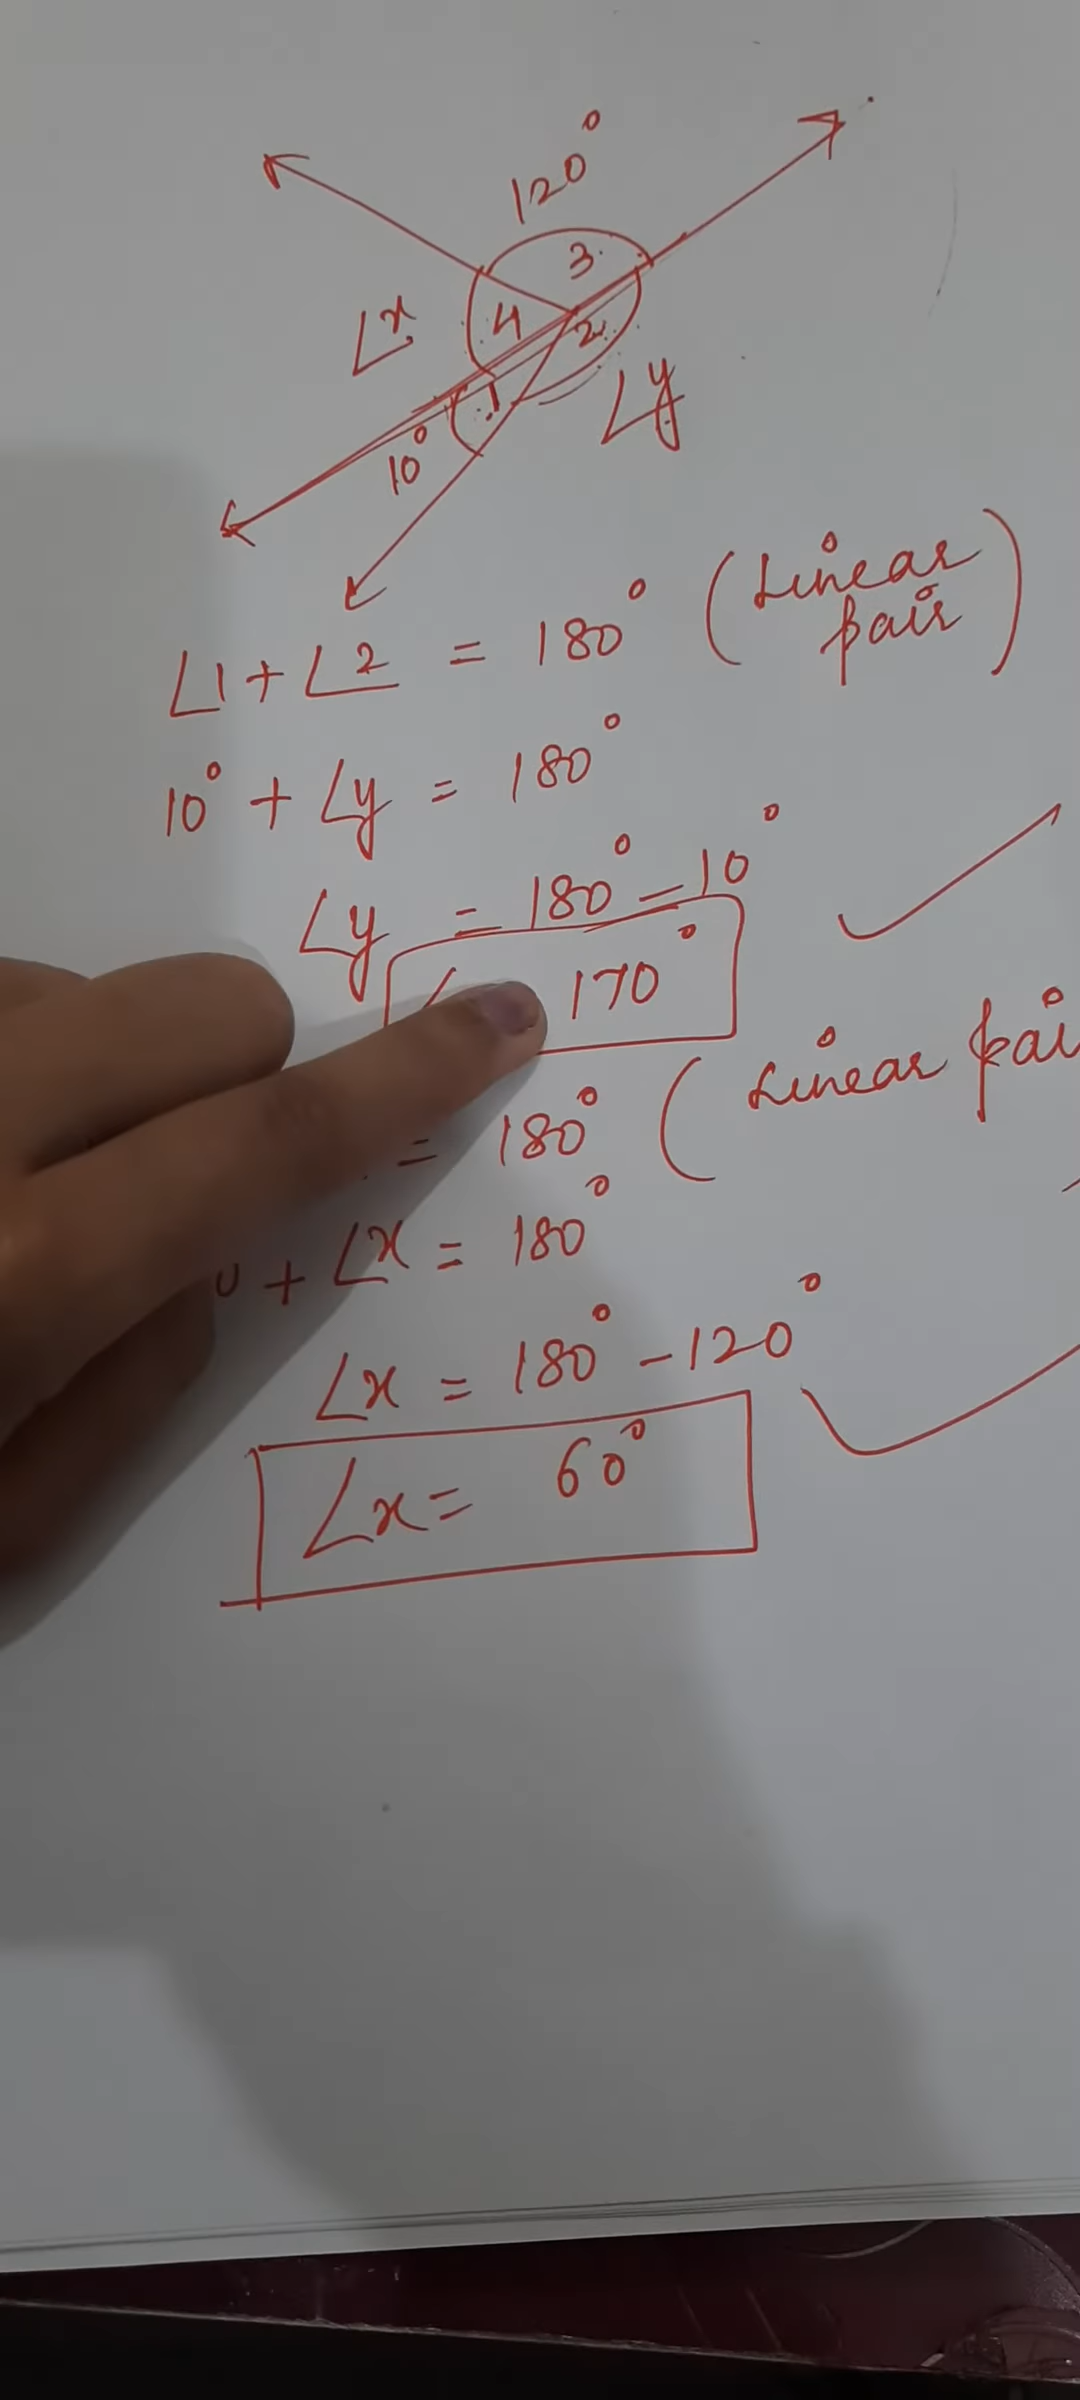 120°
3
∠x
4
2
∠y
1
10°
∠1 + ∠2 = 180° (Linear pair)
10° + ∠y = 180°
∠y = 180° - 10°
170°
= 180° (Linear
+ ∠x = 180°
∠x = 180° - 120°
∠x = 60°